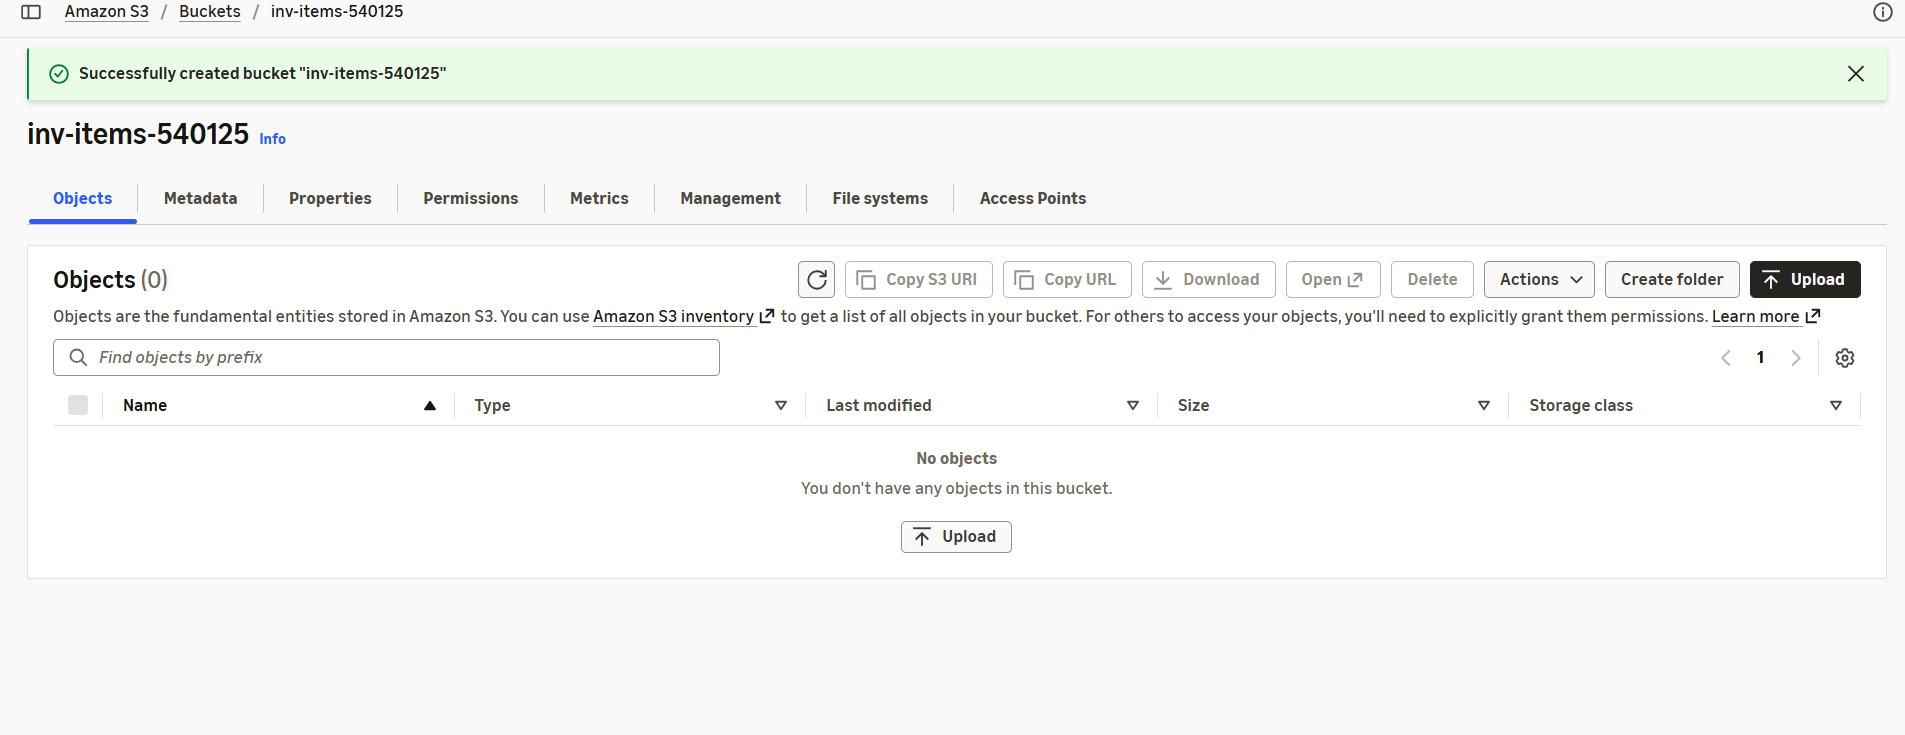 Amazon S3 / Buckets / inv-items-540125
Successfully created bucket "inv-items-540125"
inv-items-540125 Info
Objects Metadata Properties Permissions Metrics Management File systems Access Points
Objects (0) Copy S3 URI Copy URL Download Open Delete Actions Create folder Upload
Objects are the fundamental entities stored in Amazon S3. You can use Amazon S3 inventory to get a list of all objects in your bucket. For others to access your objects, you'll need to explicitly grant them permissions. Learn more
Find objects by prefix 1
Name Type Last modified Size Storage class
No objects
You don't have any objects in this bucket.
Upload